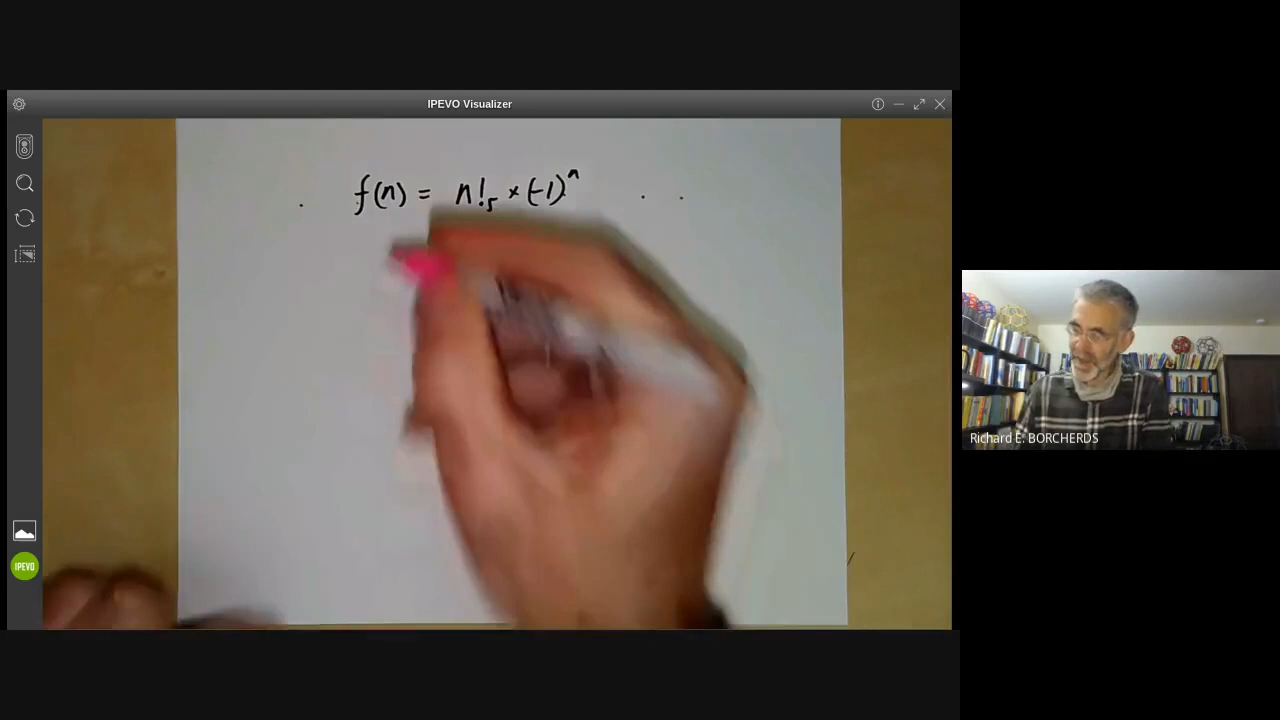 IPEVO Visualizer
f(n) = n!₅ × (-1)ⁿ
IPEVO
Richard E. BORCHERDS